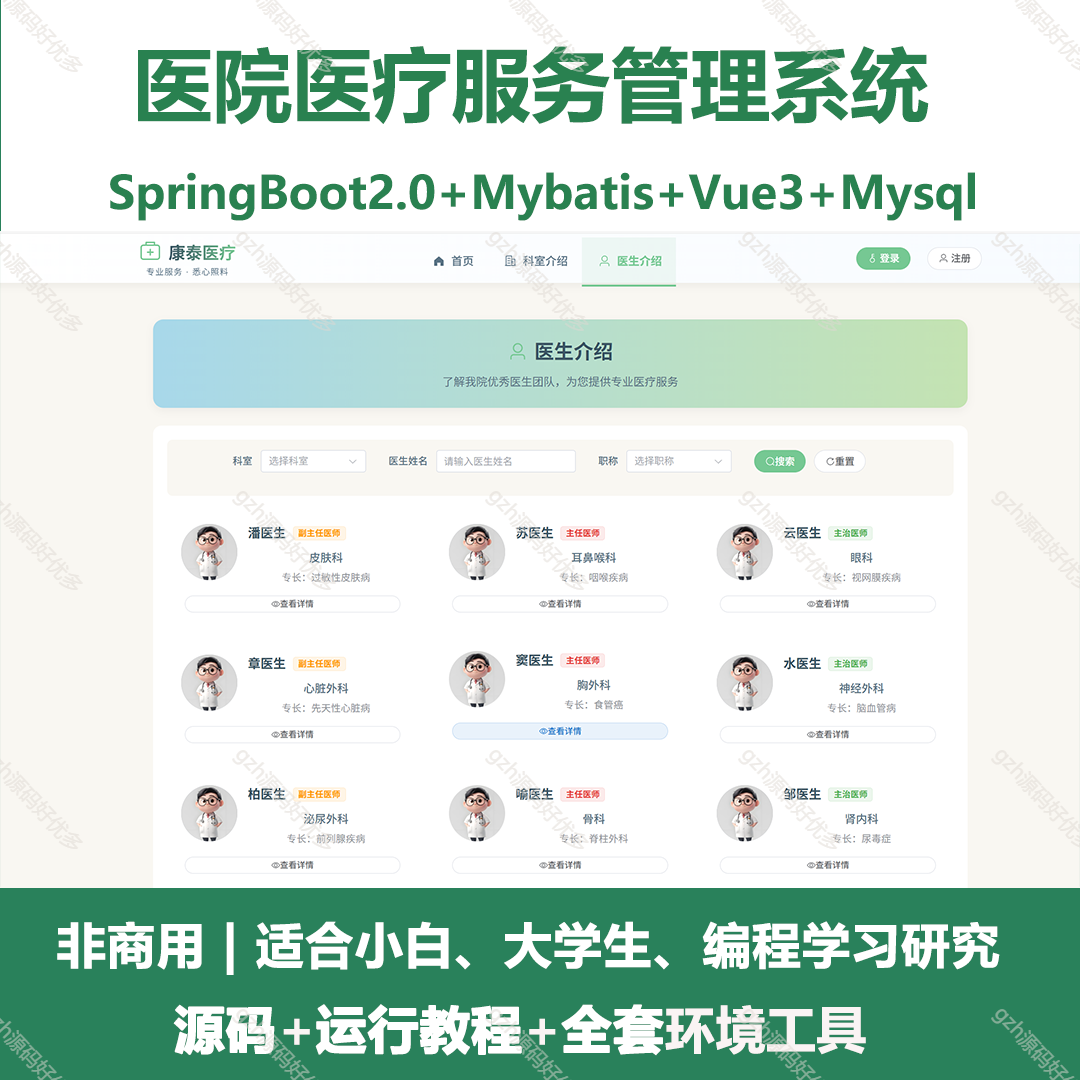 医院医疗服务管理系统
SpringBoot2.0+Mybatis+Vue3+Mysql
康泰医疗
专业服务 · 悉心照料
首页 科室介绍 医生介绍 登录 注册
医生介绍
了解我院优秀医生团队，为您提供专业医疗服务
科室 选择科室 医生姓名 请输入医生姓名 职称 选择职称 搜索 重置
潘医生 副主任医师
皮肤科
专长：过敏性皮肤病
查看详情
苏医生 主任医师
耳鼻喉科
专长：咽喉疾病
查看详情
云医生 主治医师
眼科
专长：视网膜疾病
查看详情
章医生 副主任医师
心脏外科
专长：先天性心脏病
查看详情
窦医生 主任医师
胸外科
专长：食管癌
查看详情
水医生 主治医师
神经外科
专长：脑血管病
查看详情
柏医生 副主任医师
泌尿外科
专长：前列腺疾病
查看详情
喻医生 主任医师
骨科
专长：脊柱外科
查看详情
邹医生 主治医师
肾内科
专长：尿毒症
查看详情
非商用｜适合小白、大学生、编程学习研究
源码+运行教程+全套环境工具
gzh源码好优多